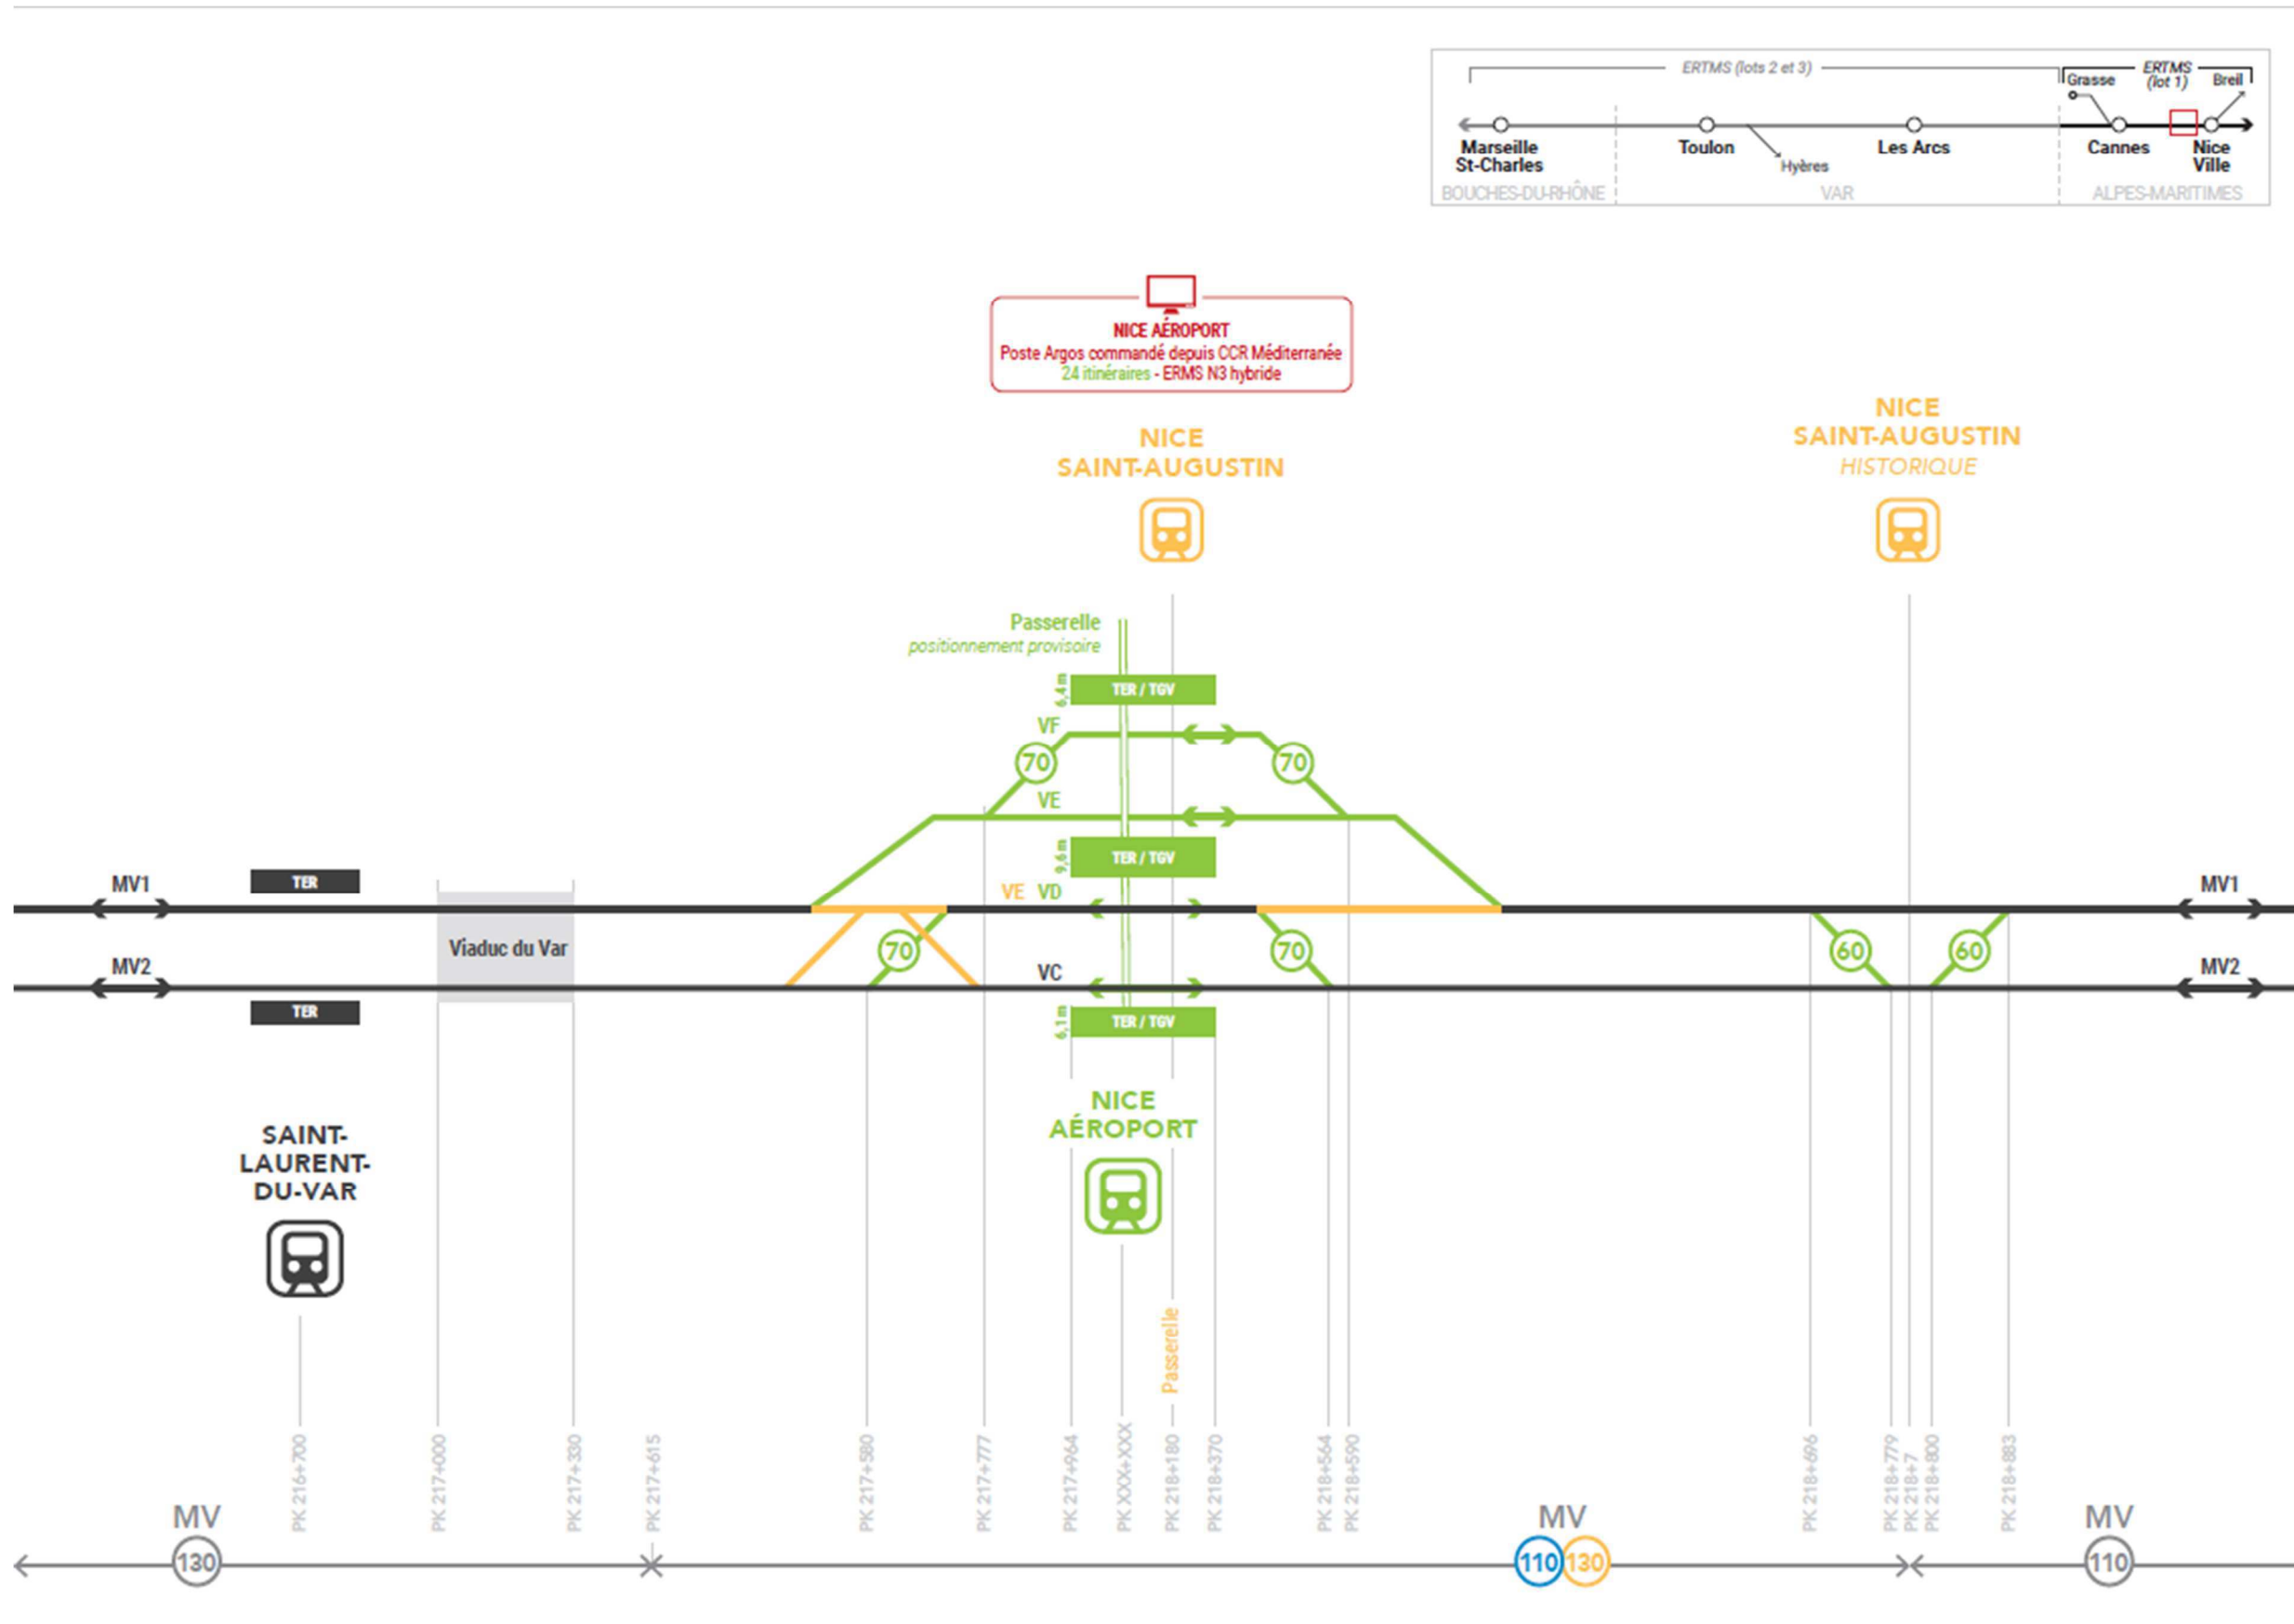 ERTMS (lots 2 et 3)
ERTMS
(lot 1)
Grasse
Breil
Marseille
St-Charles
Toulon
Hyères
Les Arcs
Cannes
Nice
Ville
BOUCHES-DU-RHÔNE
VAR
ALPES-MARITIMES
NICE AÉROPORT
Poste Argos commandé depuis CCR Méditerranée
24 itinéraires - ERMS N3 hybride
NICE
SAINT-AUGUSTIN
NICE
SAINT-AUGUSTIN
HISTORIQUE
Passerelle
positionnement provisoire
6,4 m
TER / TGV
VF
70
70
VE
9,6 m
TER / TGV
MV1
TER
VE VD
MV1
Viaduc du Var
70
70
60
60
MV2
VC
MV2
TER
6,1 m
TER / TGV
NICE
AÉROPORT
SAINT-
LAURENT-
DU-VAR
Passerelle
PK 216+700
PK 217+000
PK 217+330
PK 217+615
PK 217+580
PK 217+777
PK 217+964
PK XXX+XXX
PK 218+180
PK 218+370
PK 218+564
PK 218+590
PK 218+696
PK 218+779
PK 218+7
PK 218+800
PK 218+883
MV
130
MV
110 130
MV
110